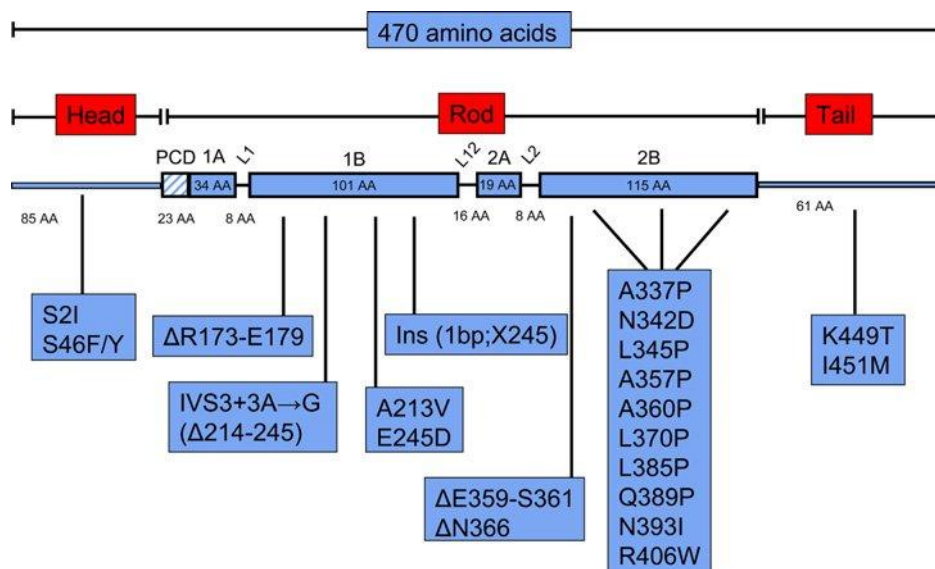 470 amino acids
Head
Rod
Tail
PCD
1A
L1
1B
L12
2A
L2
2B
34 AA
101 AA
19 AA
115 AA
85 AA
23 AA
8 AA
16 AA
8 AA
61 AA
S2I
S46F/Y
ΔR173-E179
Ins (1bp;X245)
IVS3+3A→G
(Δ214-245)
A213V
E245D
ΔE359-S361
ΔN366
A337P
N342D
L345P
A357P
A360P
L370P
L385P
Q389P
N393I
R406W
K449T
I451M